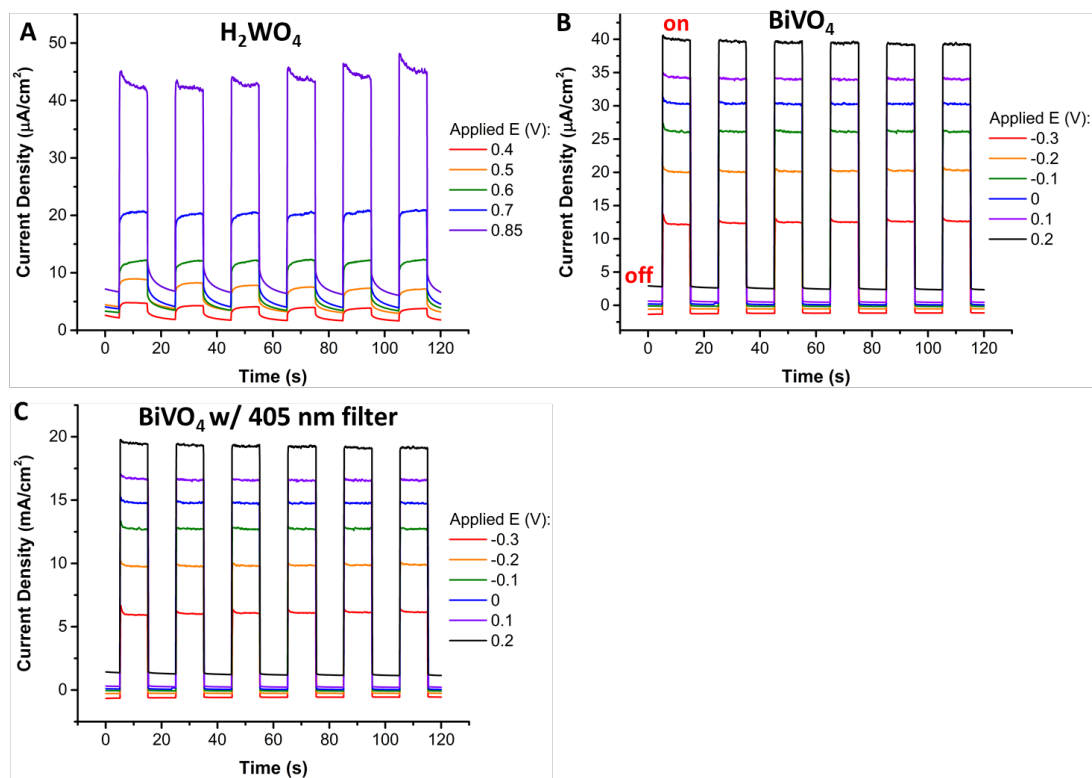 A
H₂WO₄
50
40
30
20
10
0
Current Density (µA/cm²)
0 20 40 60 80 100 120
Time (s)
Applied E (V):
0.4
0.5
0.6
0.7
0.85
B
BiVO₄
on
off
40
35
30
25
20
15
10
5
0
Current Density (µA/cm²)
0 20 40 60 80 100 120
Time (s)
Applied E (V):
-0.3
-0.2
-0.1
0
0.1
0.2
C
BiVO₄ w/ 405 nm filter
20
15
10
5
0
Current Density (mA/cm²)
0 20 40 60 80 100 120
Time (s)
Applied E (V):
-0.3
-0.2
-0.1
0
0.1
0.2